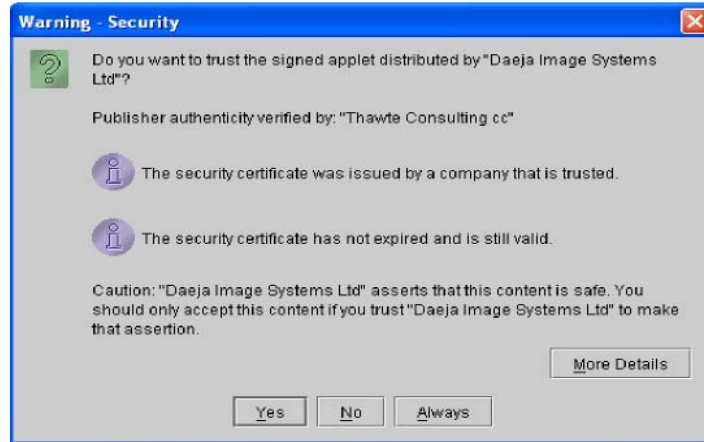 Warning - Security
Do you want to trust the signed applet distributed by "Daeja Image Systems
Ltd"?
Publisher authenticity verified by: "Thawte Consulting cc"
The security certificate was issued by a company that is trusted.
The security certificate has not expired and is still valid.
Caution: "Daeja Image Systems Ltd" asserts that this content is safe. You
should only accept this content if you trust "Daeja Image Systems Ltd" to make
that assertion.
More Details
Yes No Always